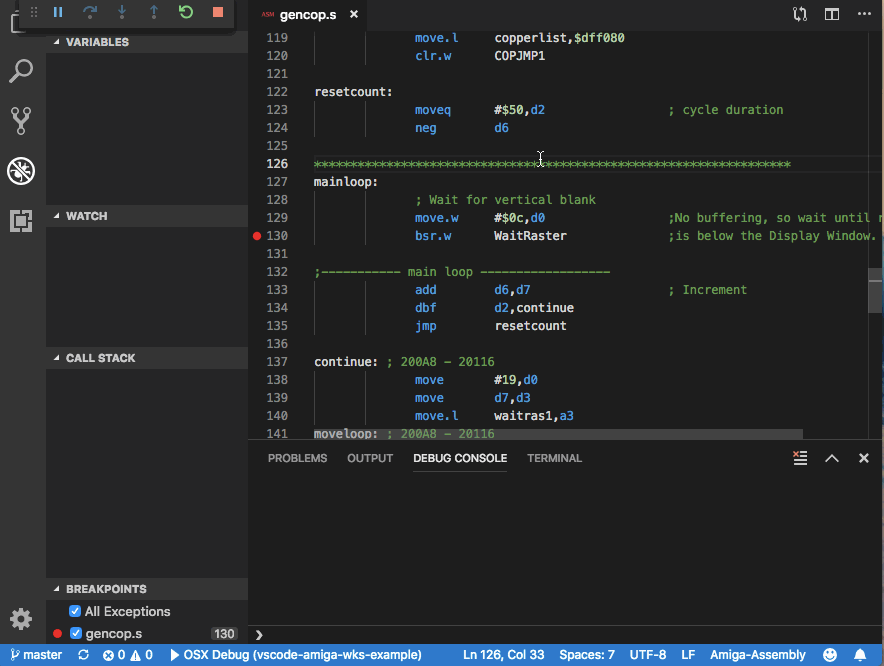 ASM gencop.s
VARIABLES
WATCH
CALL STACK
BREAKPOINTS
All Exceptions
gencop.s 130
119 move.l copperlist,$dff080
120 clr.w COPJMP1
121
122 resetcount:
123 moveq #$50,d2 ; cycle duration
124 neg d6
125
126 ******************************************************************
127 mainloop:
128 ; Wait for vertical blank
129 move.w #$0c,d0 ;No buffering, so wait until
130 bsr.w WaitRaster ;is below the Display Window.
131
132 ;----------- main loop ------------------
133 add d6,d7 ; Increment
134 dbf d2,continue
135 jmp resetcount
136
137 continue: ; 200A8 - 20116
138 move #19,d0
139 move d7,d3
140 move.l waitras1,a3
141 moveloop: ; 200A8 - 20116
PROBLEMS OUTPUT DEBUG CONSOLE TERMINAL
master 0 0 OSX Debug (vscode-amiga-wks-example) Ln 126, Col 33 Spaces: 7 UTF-8 LF Amiga-Assembly